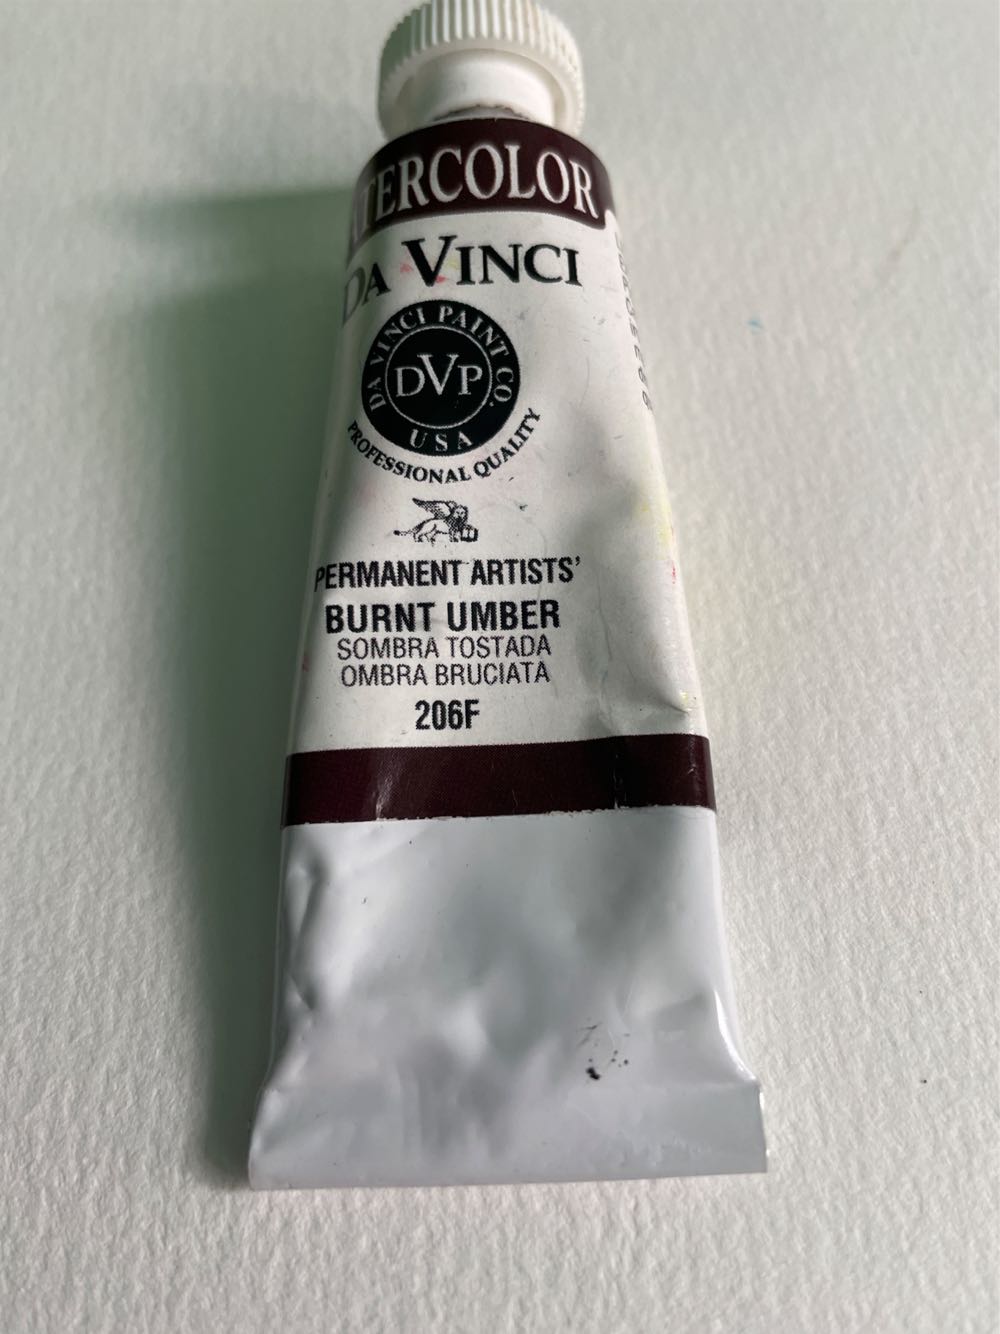 TERCOLOR
DA VINCI
DA VINCI PAINT CO.
DVP
USA
PROFESSIONAL QUALITY
PERMANENT ARTISTS'
BURNT UMBER
SOMBRA TOSTADA
OMBRA BRUCIATA
206F